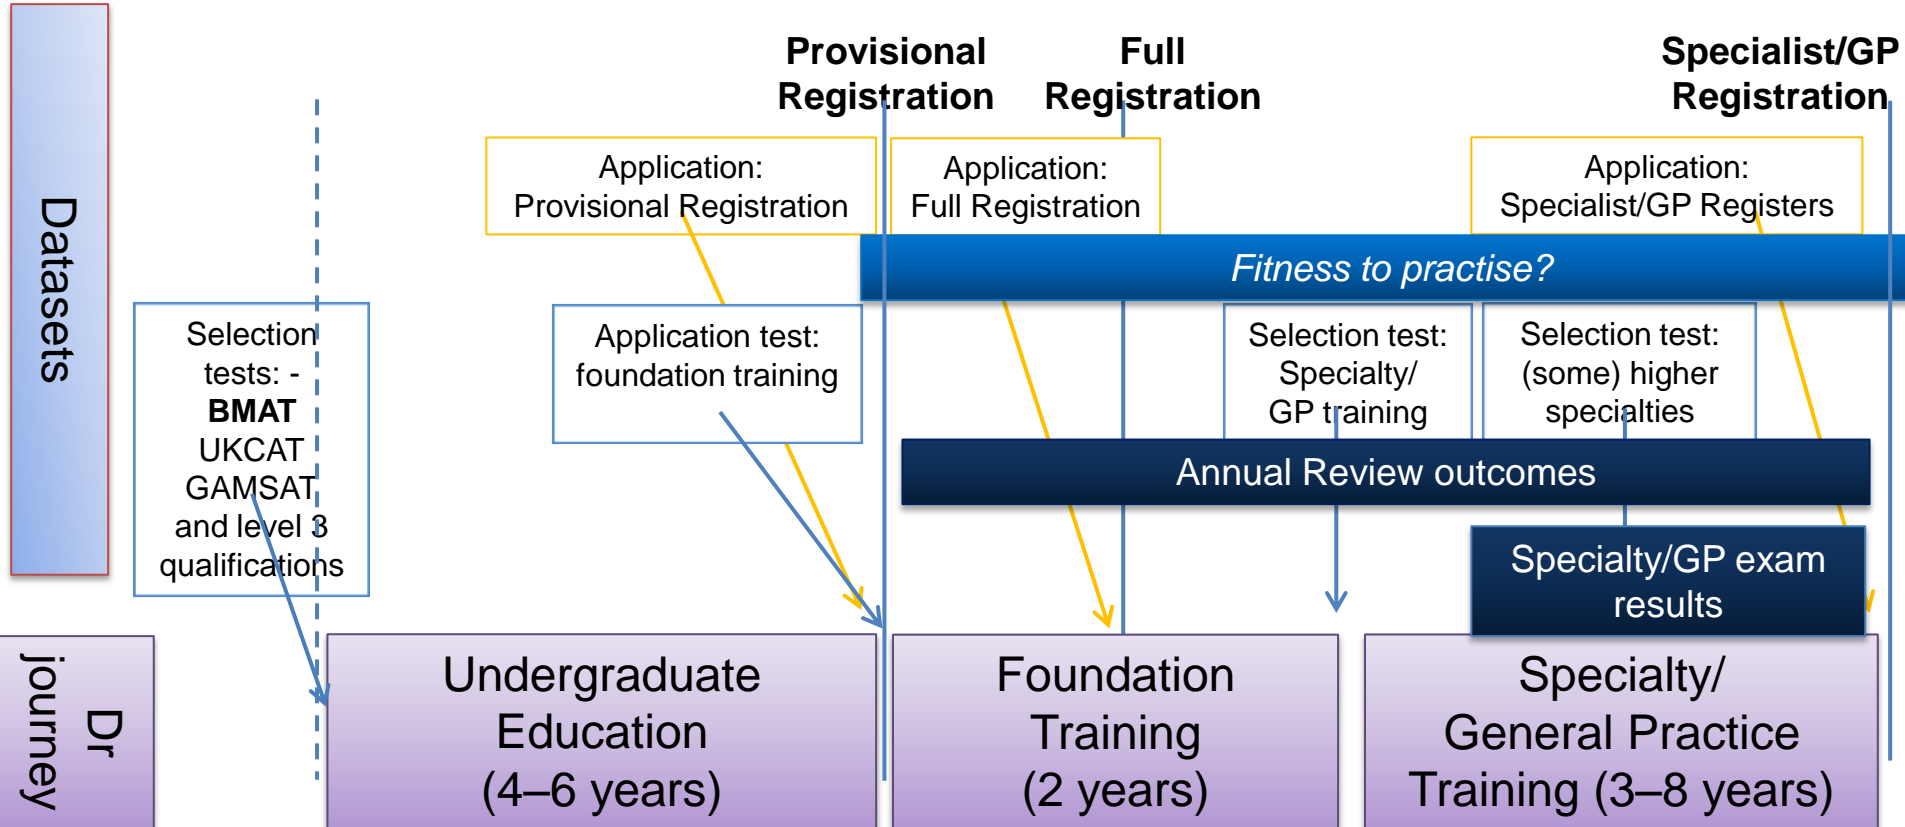 Datasets
Provisional
Registration
Full
Registration
Specialist/GP
Registration
Application:
Provisional Registration
Application:
Full Registration
Application:
Specialist/GP Registers
Fitness to practise?
Selection
tests: -
BMAT
UKCAT
GAMSAT
and level 3
qualifications
Application test:
foundation training
Selection test:
Specialty/
GP training
Selection test:
(some) higher
specialties
Annual Review outcomes
Specialty/GP exam
results
Dr
journey
Undergraduate
Education
(4–6 years)
Foundation
Training
(2 years)
Specialty/
General Practice
Training (3–8 years)